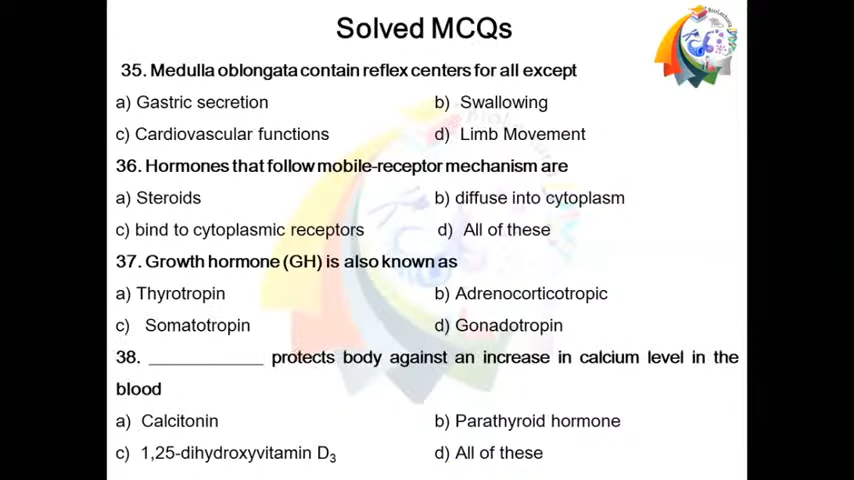 Solved MCQs
35. Medulla oblongata contain reflex centers for all except
a) Gastric secretion b) Swallowing
c) Cardiovascular functions d) Limb Movement
36. Hormones that follow mobile-receptor mechanism are
a) Steroids b) diffuse into cytoplasm
c) bind to cytoplasmic receptors d) All of these
37. Growth hormone (GH) is also known as
a) Thyrotropin b) Adrenocorticotropic
c) Somatotropin d) Gonadotropin
38. ____________ protects body against an increase in calcium level in the
blood
a) Calcitonin b) Parathyroid hormone
c) 1,25-dihydroxyvitamin D₃ d) All of these